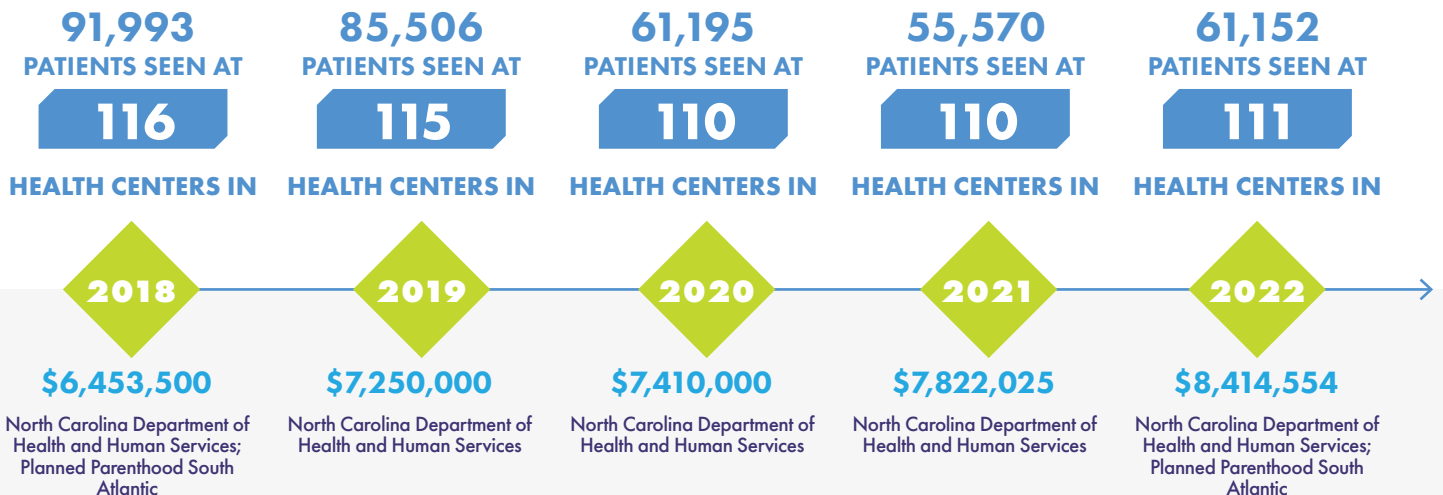 91,993
PATIENTS SEEN AT
116
HEALTH CENTERS IN
2018
$6,453,500
North Carolina Department of
Health and Human Services;
Planned Parenthood South
Atlantic
85,506
PATIENTS SEEN AT
115
HEALTH CENTERS IN
2019
$7,250,000
North Carolina Department of
Health and Human Services
61,195
PATIENTS SEEN AT
110
HEALTH CENTERS IN
2020
$7,410,000
North Carolina Department of
Health and Human Services
55,570
PATIENTS SEEN AT
110
HEALTH CENTERS IN
2021
$7,822,025
North Carolina Department of
Health and Human Services
61,152
PATIENTS SEEN AT
111
HEALTH CENTERS IN
2022
$8,414,554
North Carolina Department of
Health and Human Services;
Planned Parenthood South
Atlantic